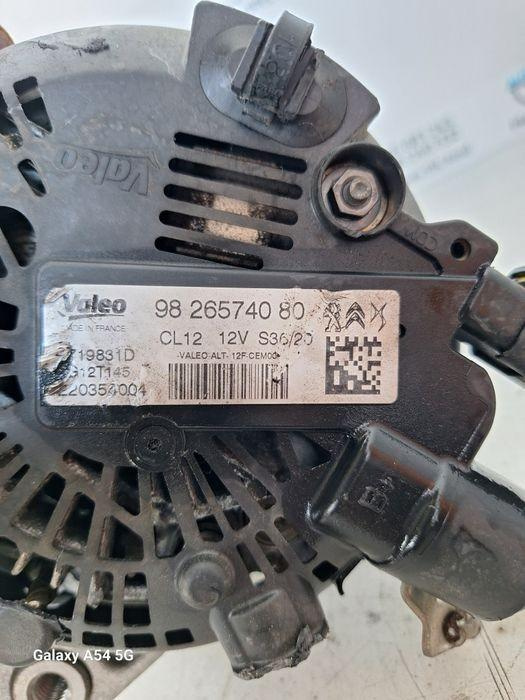 Valeo
Valeo
98 265740 80
MADE IN FRANCE
CL12 12V S36/20
719831D
-VALEO ALT- 12F CEM00
G12T145
220354004
B+
Galaxy A54 5G